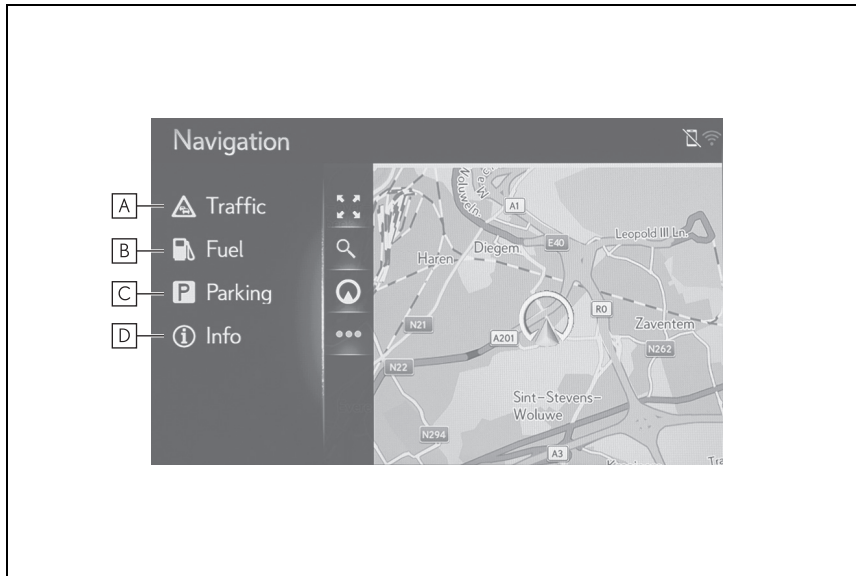 Navigation
A Traffic
B Fuel
C Parking
D Info
A1
Leopold III Ln.
E40
Diegem
Haren
R0
N21
Zaventem
A201
N262
N22
Sint-Stevens-
Woluwe
N294
A3